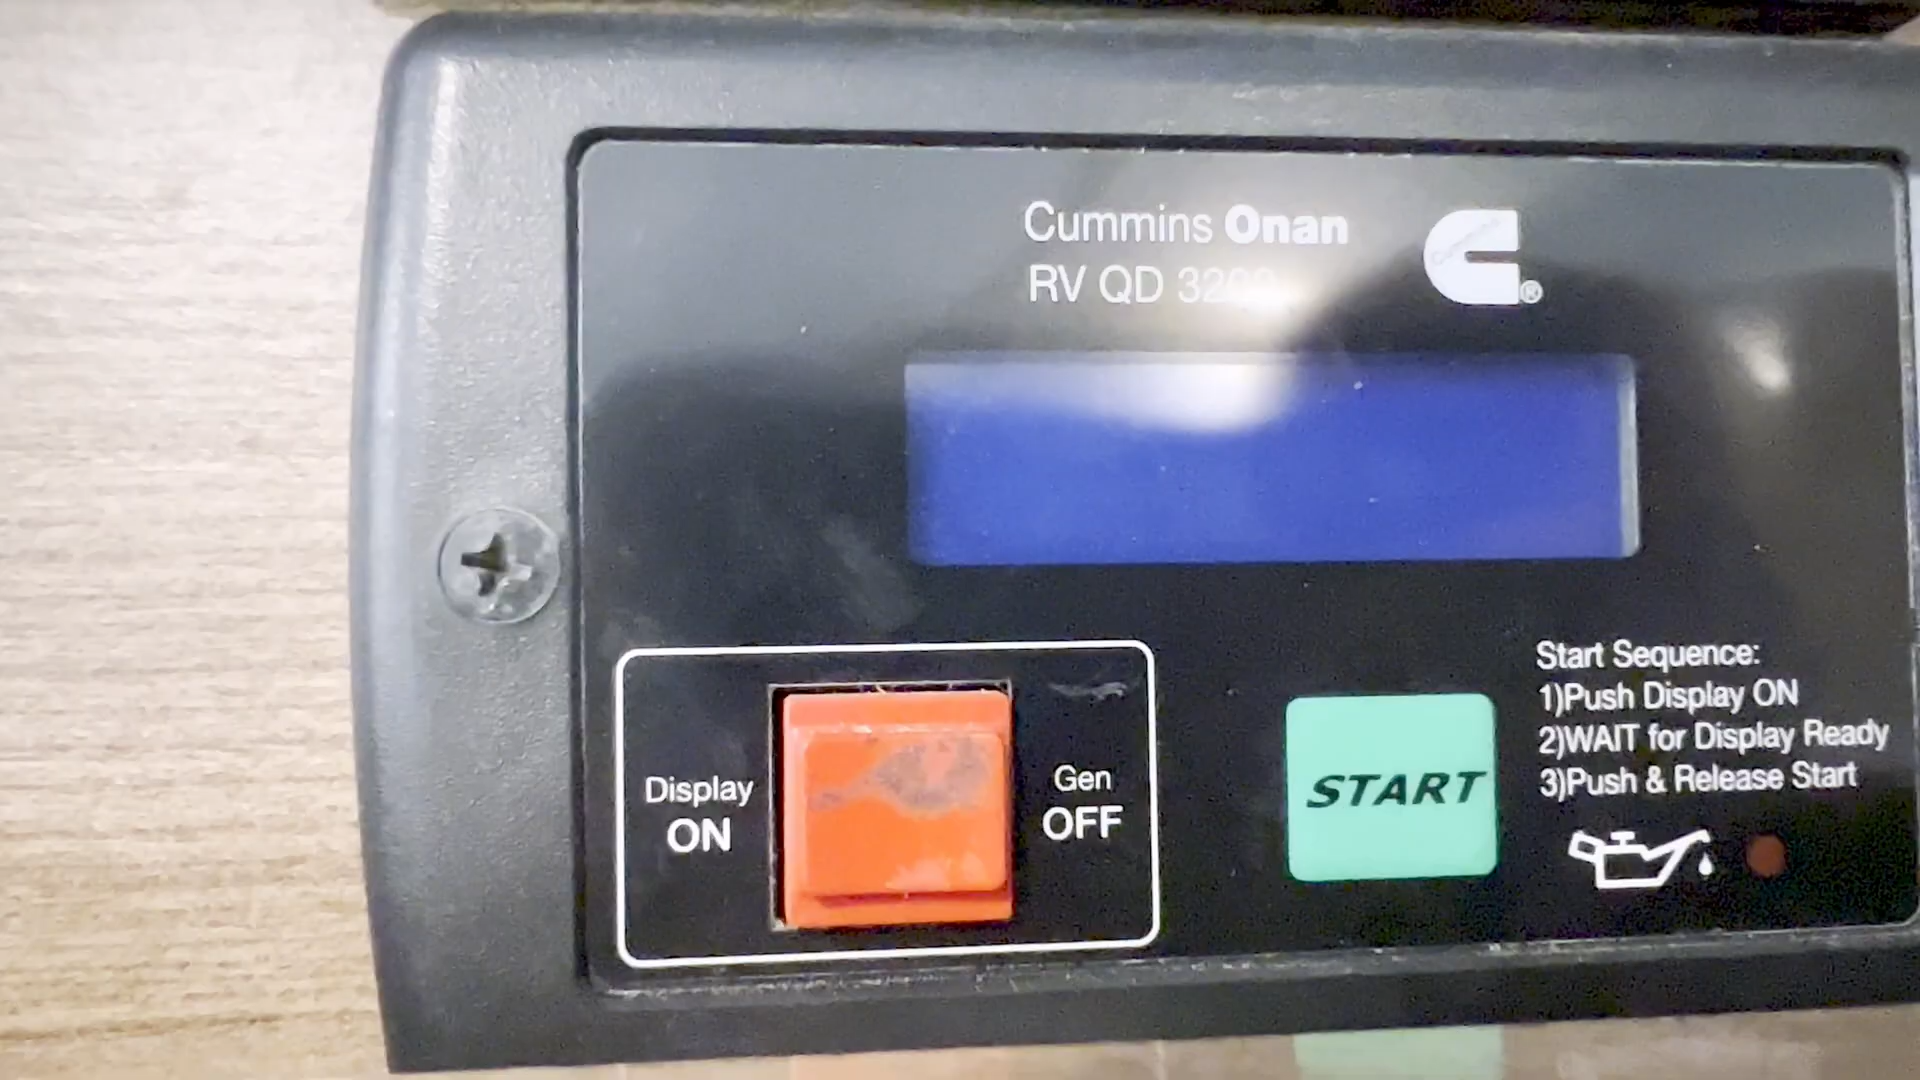 Cummins Onan
RV QD 3200
®
Display
ON
Gen
OFF
START
Start Sequence:
1)Push Display ON
2)WAIT for Display Ready
3)Push & Release Start